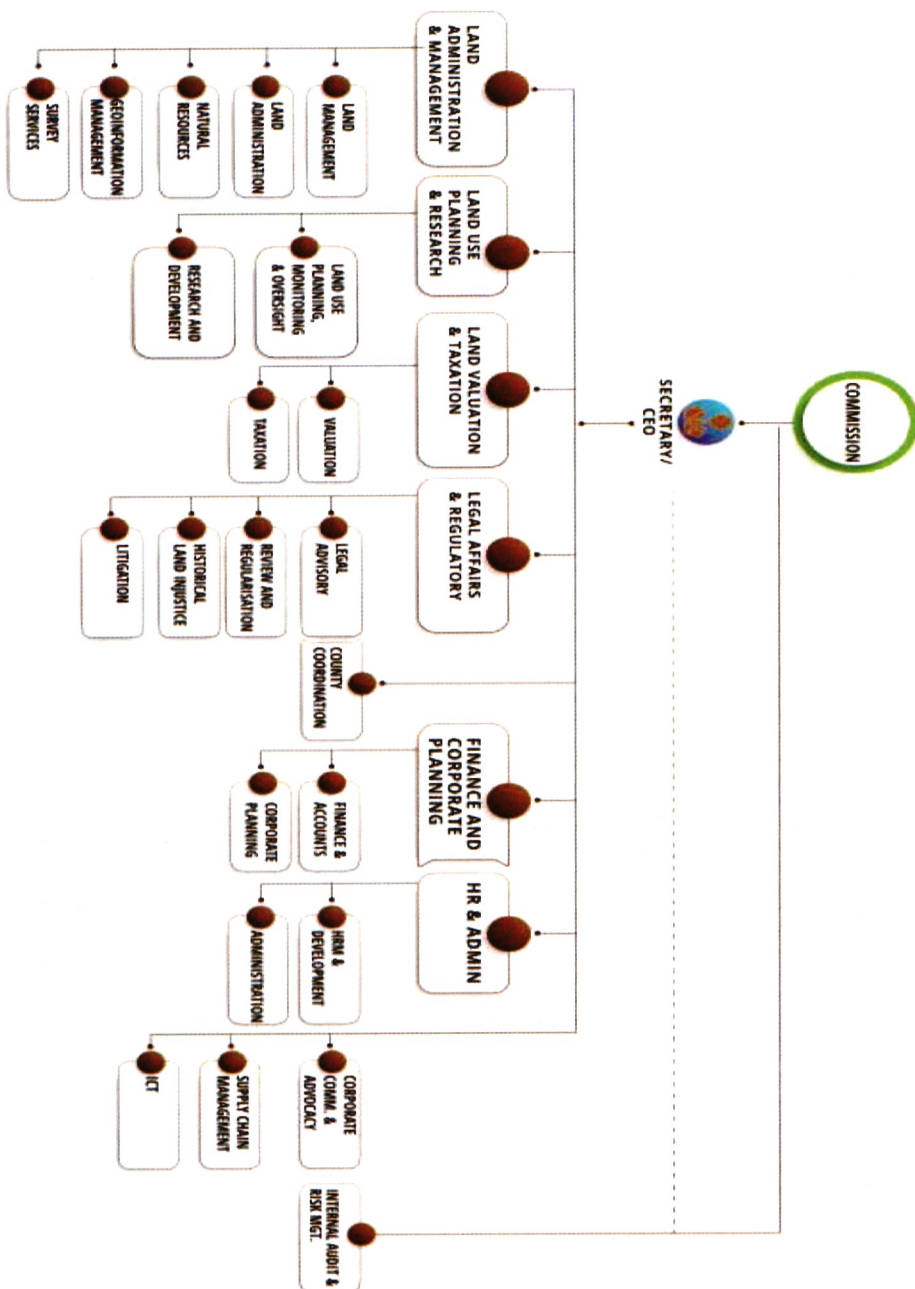 COMMISSION
SECRETARY/
CEO
LAND
ADMINISTRATION
& MANAGEMENT
LAND MANAGEMENT
LAND
ADMINISTRATION
NATURAL
RESOURCES
GEOINFORMATION
MANAGEMENT
SURVEY
SERVICES
LAND USE
PLANNING
& RESEARCH
LAND USE
PLANNING,
MONITORING
& OVERSIGHT
RESEARCH AND
DEVELOPMENT
LAND VALUATION
& TAXATION
VALUATION
TAXATION
LEGAL AFFAIRS
& REGULATORY
LEGAL
ADVISORY
REVIEW AND
REGULARISATION
HISTORICAL
LAND INJUSTICE
LITIGATION
COUNTY
COORDINATION
FINANCE AND
CORPORATE
PLANNING
FINANCE &
ACCOUNTS
CORPORATE
PLANNING
HR & ADMIN
HRM &
DEVELOPMENT
ADMINISTRATION
CORPORATE
COMM. &
ADVOCACY
SUPPLY CHAIN
MANAGEMENT
ICT
INTERNAL AUDIT &
RISK MGT.